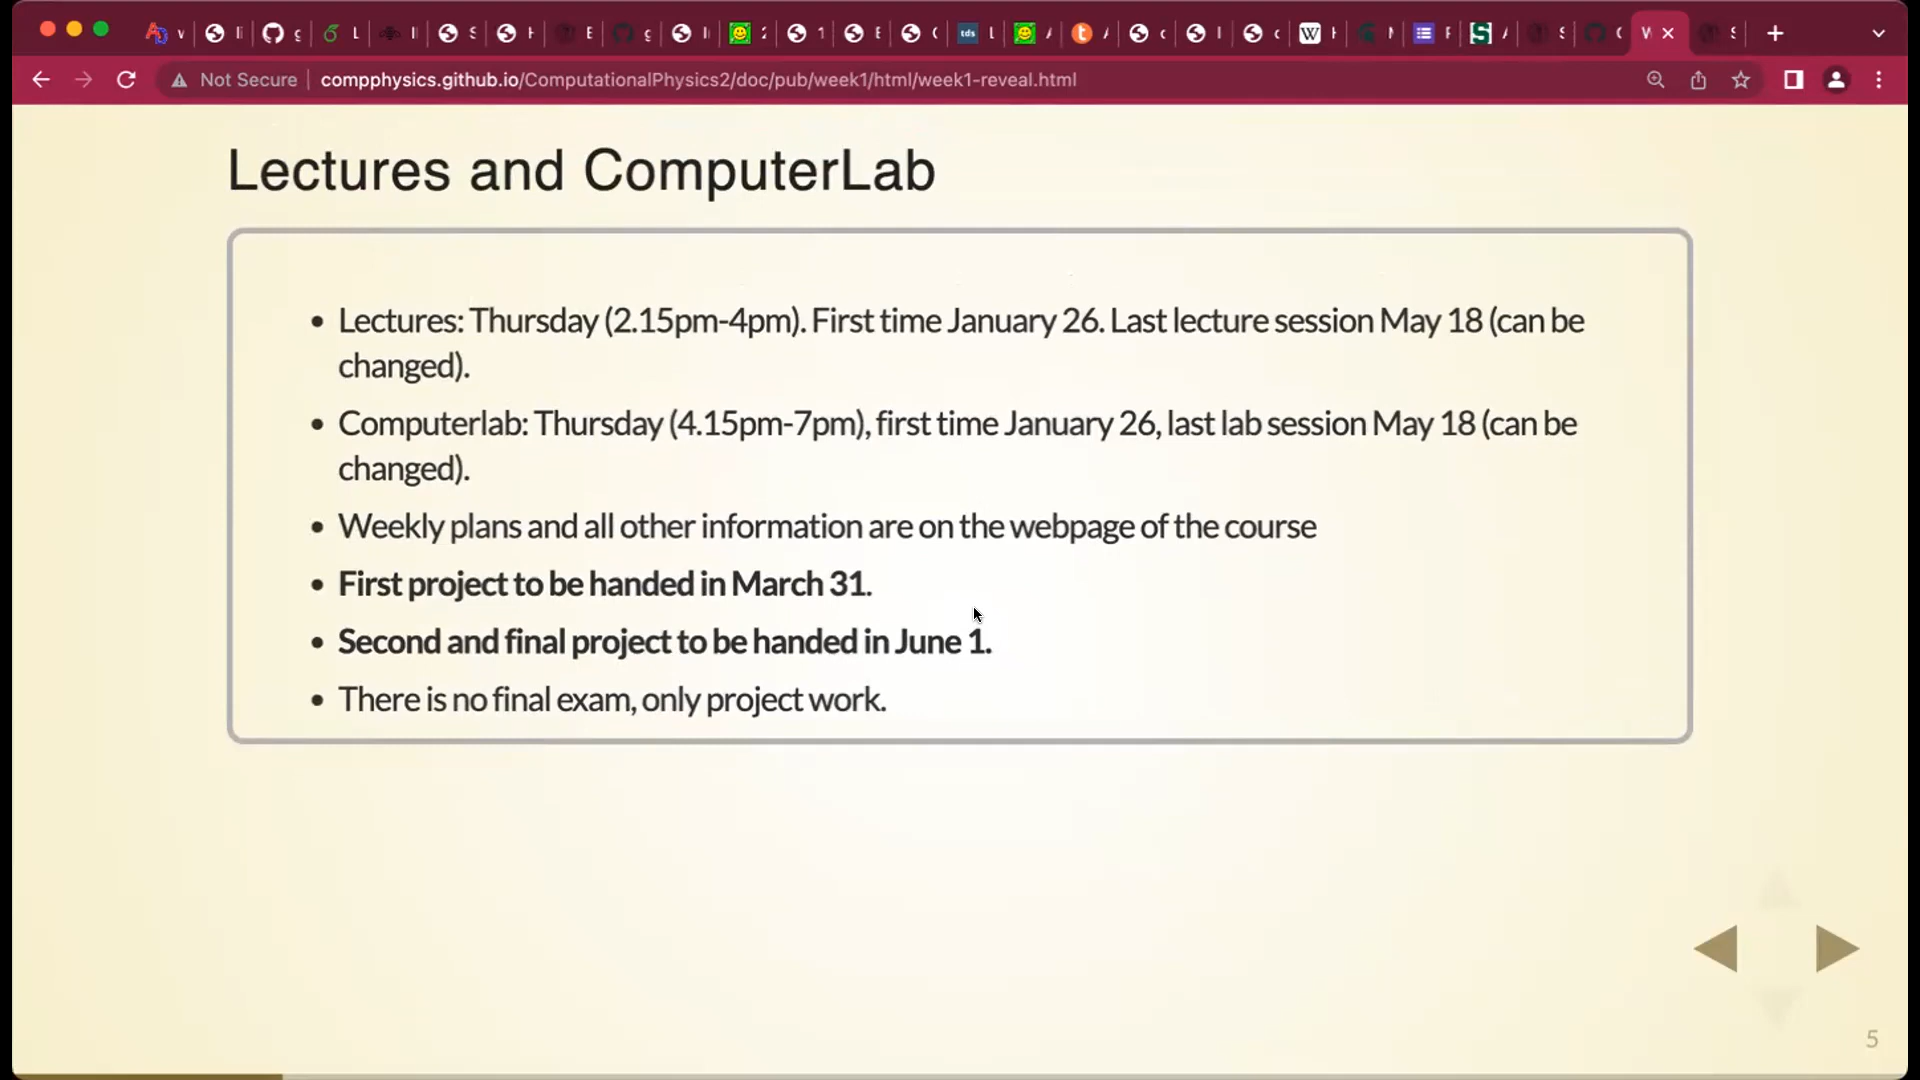 Not Secure
compphysics.github.io/ComputationalPhysics2/doc/pub/week1/html/week1-reveal.html
Lectures and ComputerLab
• Lectures: Thursday (2.15pm-4pm). First time January 26. Last lecture session May 18 (can be
changed).
• Computerlab: Thursday (4.15pm-7pm), first time January 26, last lab session May 18 (can be
changed).
• Weekly plans and all other information are on the webpage of the course
• First project to be handed in March 31.
• Second and final project to be handed in June 1.
• There is no final exam, only project work.
5